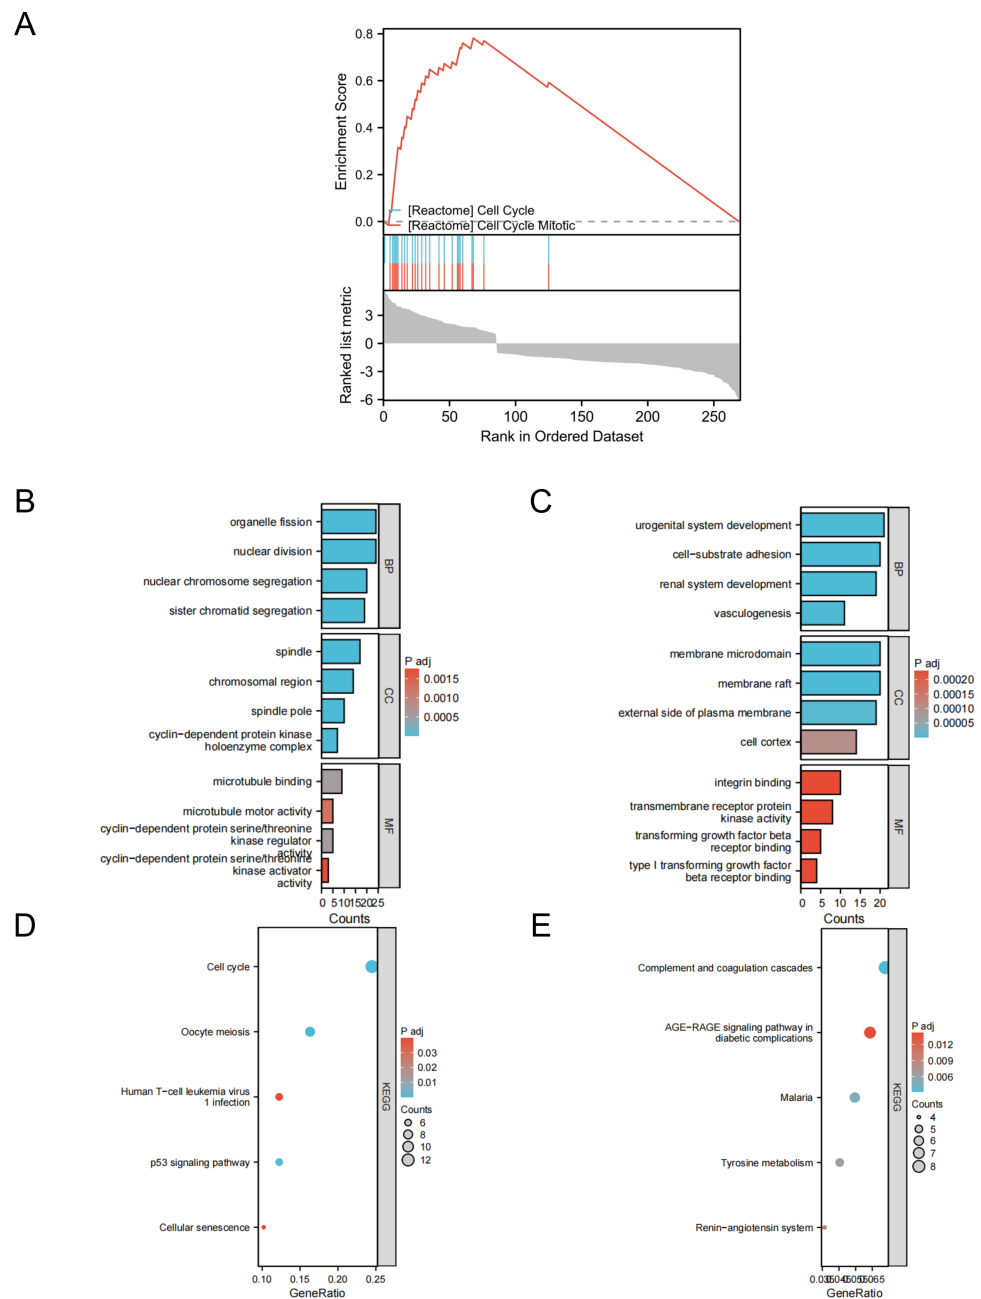 A
0.8
0.6
0.4
0.2
0.0
Enrichment Score
[Reactome] Cell Cycle
[Reactome] Cell Cycle Mitotic
3
0
-3
-6
Ranked list metric
0 50 100 150 200 250
Rank in Ordered Dataset
B
organelle fission
nuclear division
nuclear chromosome segregation
sister chromatid segregation
BP
spindle
chromosomal region
spindle pole
cyclin−dependent protein kinase
holoenzyme complex
CC
microtubule binding
microtubule motor activity
cyclin−dependent protein serine/threonine
kinase regulator
activity
cyclin−dependent protein serine/threonine
kinase activator
activity
MF
0 5 10 15 20 25
Counts
P adj
0.0015
0.0010
0.0005
C
urogenital system development
cell−substrate adhesion
renal system development
vasculogenesis
BP
membrane microdomain
membrane raft
external side of plasma membrane
cell cortex
CC
integrin binding
transmembrane receptor protein
kinase activity
transforming growth factor beta
receptor binding
type I transforming growth factor
beta receptor binding
MF
0 5 10 15 20
Counts
P adj
0.00020
0.00015
0.00010
0.00005
D
Cell cycle
Oocyte meiosis
Human T−cell leukemia virus
1 infection
p53 signaling pathway
Cellular senescence
KEGG
0.10 0.15 0.20 0.25
GeneRatio
P adj
0.03
0.02
0.01
Counts
6
8
10
12
E
Complement and coagulation cascades
AGE−RAGE signaling pathway in
diabetic complications
Malaria
Tyrosine metabolism
Renin−angiotensin system
KEGG
GeneRatio
P adj
0.012
0.009
0.006
Counts
4
5
6
7
8